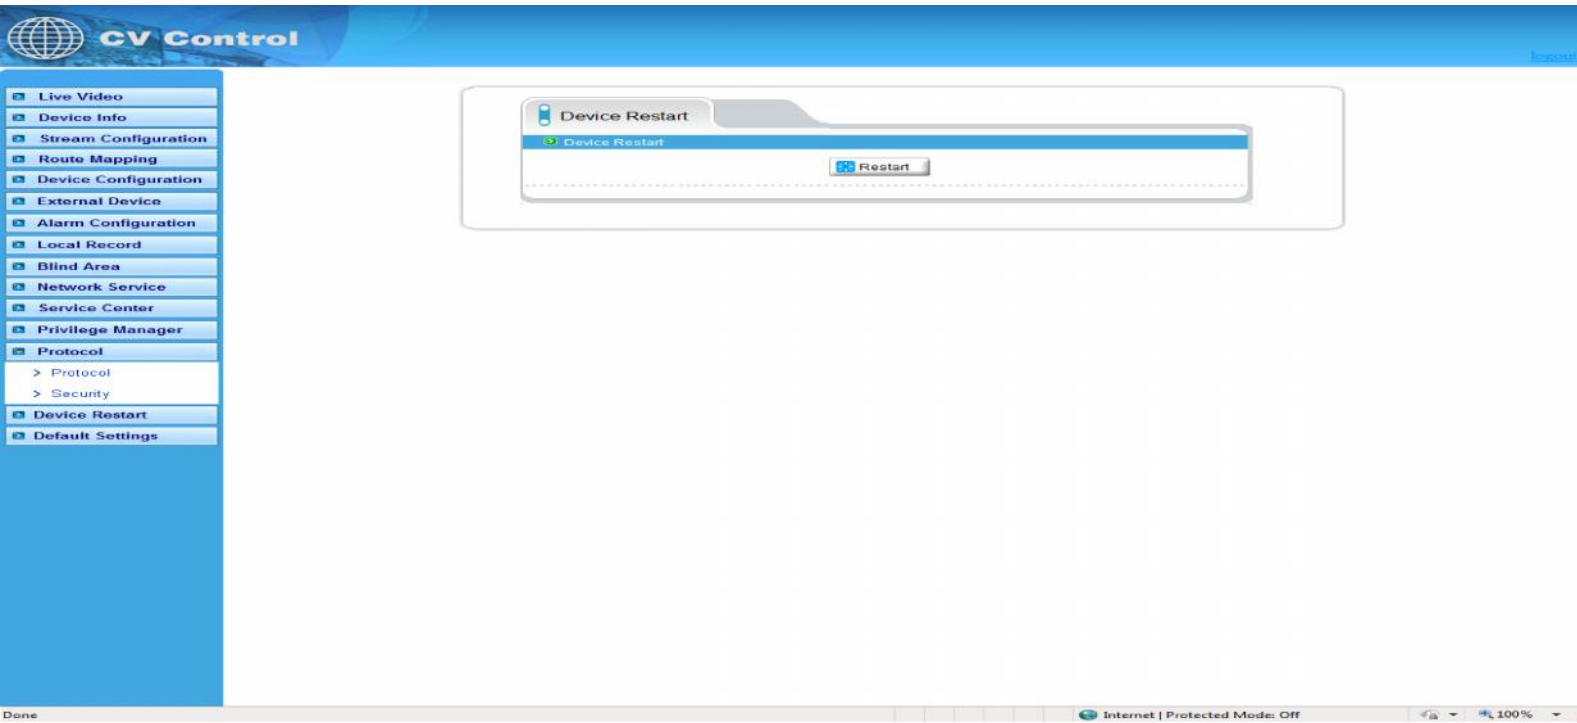 CV Control
logout
Live Video
Device Info
Stream Configuration
Route Mapping
Device Configuration
External Device
Alarm Configuration
Local Record
Blind Area
Network Service
Service Center
Privilege Manager
Protocol
> Protocol
> Security
Device Restart
Default Settings
Device Restart
Device Restart
Restart
Done
Internet | Protected Mode: Off
100%